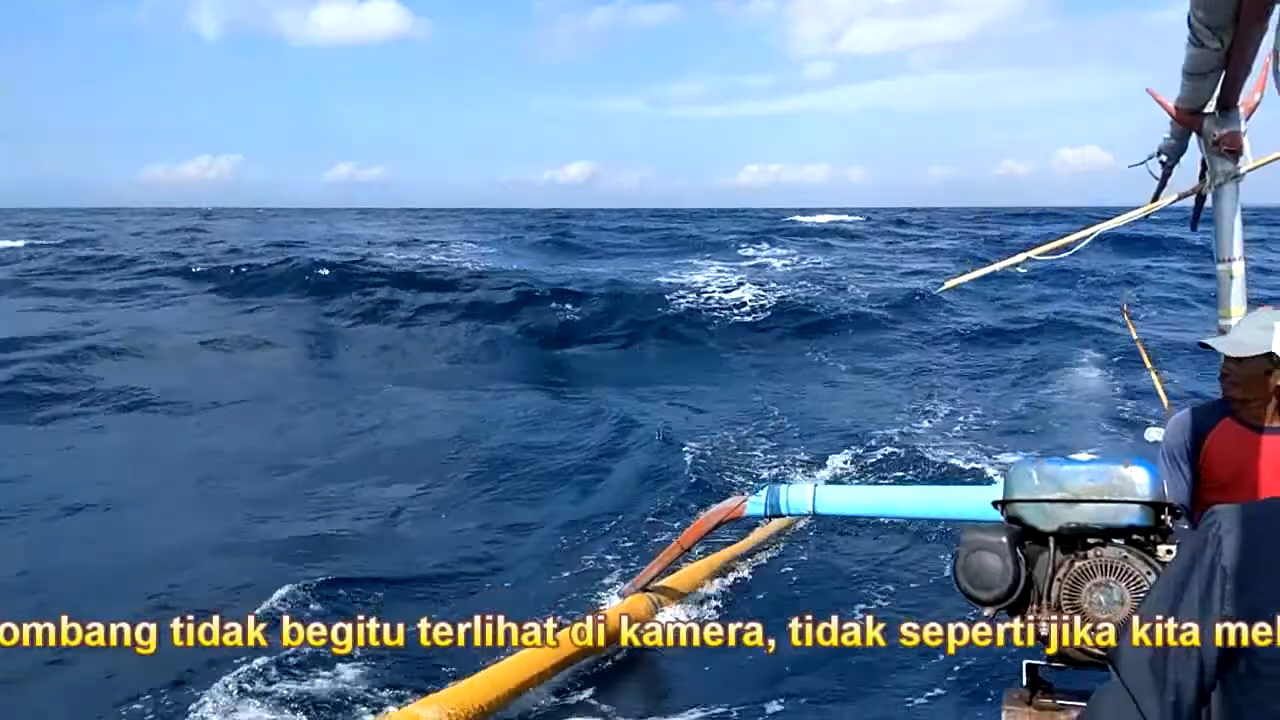 ombang tidak begitu terlihat di kamera, tidak seperti jika kita mel